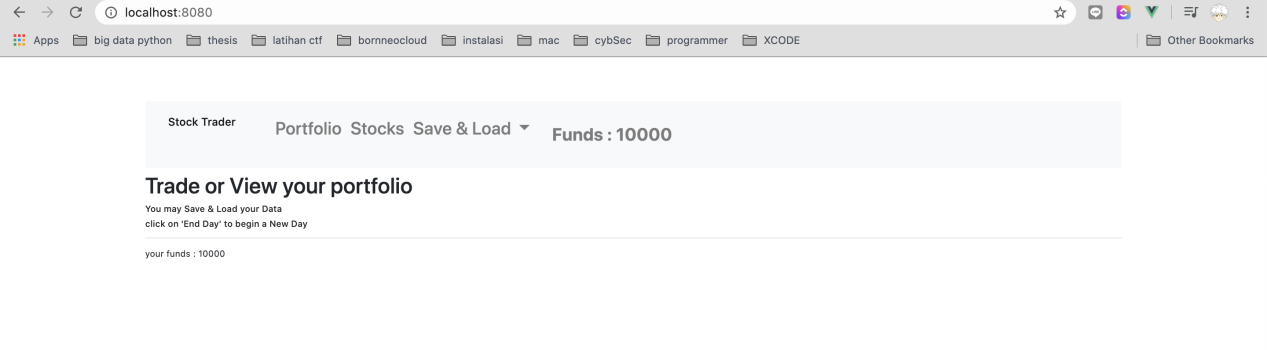 localhost:8080
Apps big data python thesis latihan ctf bornneocloud instalasi mac cybSec programmer XCODE Other Bookmarks
Stock Trader Portfolio Stocks Save & Load Funds : 10000
Trade or View your portfolio
You may Save & Load your Data
click on 'End Day' to begin a New Day
your funds : 10000